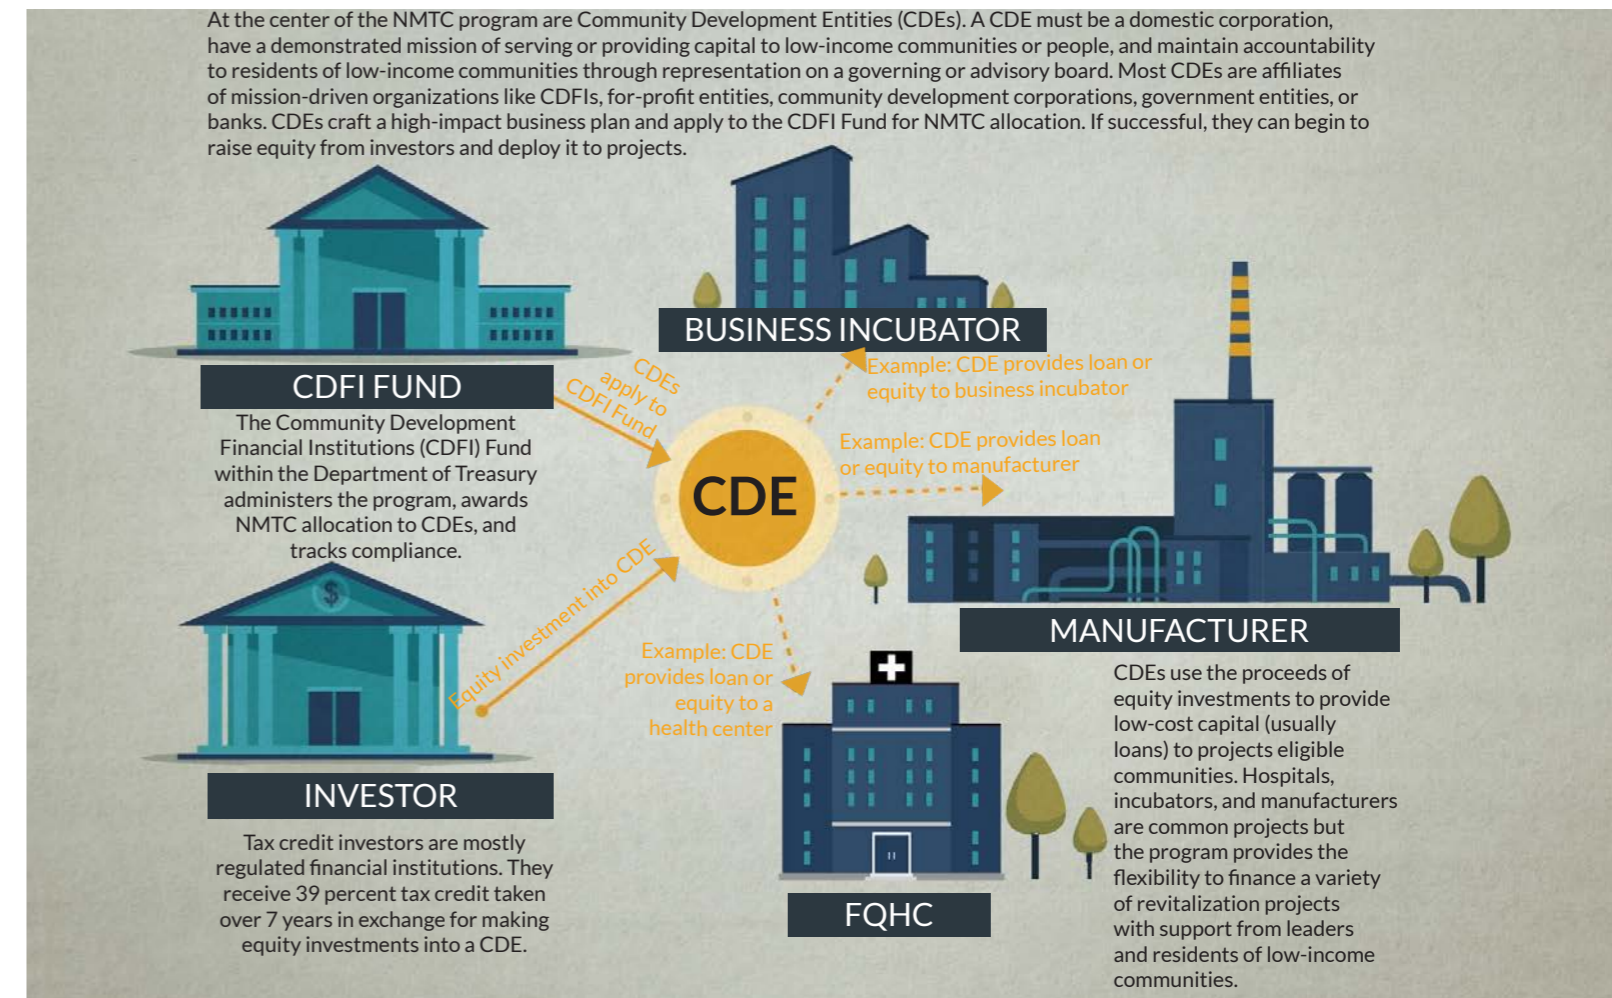 At the center of the NMTC program are Community Development Entities (CDEs). A CDE must be a domestic corporation,
have a demonstrated mission of serving or providing capital to low-income communities or people, and maintain accountability
to residents of low-income communities through representation on a governing or advisory board. Most CDEs are affiliates
of mission-driven organizations like CDFIs, for-profit entities, community development corporations, government entities, or
banks. CDEs craft a high-impact business plan and apply to the CDFI Fund for NMTC allocation. If successful, they can begin to
raise equity from investors and deploy it to projects.
CDFI FUND
The Community Development
Financial Institutions (CDFI) Fund
within the Department of Treasury
administers the program, awards
NMTC allocation to CDEs, and
tracks compliance.
CDEs
apply to
CDFI Fund
BUSINESS INCUBATOR
Example: CDE provides loan or
equity to business incubator
Example: CDE provides loan
or equity to manufacturer
CDE
Equity investment into CDE
$
INVESTOR
Tax credit investors are mostly
regulated financial institutions. They
receive 39 percent tax credit taken
over 7 years in exchange for making
equity investments into a CDE.
Example: CDE
provides loan or
equity to a
health center
FQHC
MANUFACTURER
CDEs use the proceeds of
equity investments to provide
low-cost capital (usually
loans) to projects eligible
communities. Hospitals,
incubators, and manufacturers
are common projects but
the program provides the
flexibility to finance a variety
of revitalization projects
with support from leaders
and residents of low-income
communities.